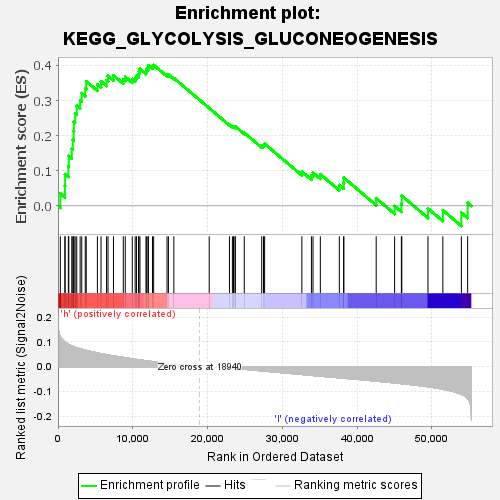 Enrichment plot:
KEGG_GLYCOLYSIS_GLUCONEOGENESIS
Enrichment score (ES)
0.4
0.3
0.2
0.1
0.0
'h' (positively correlated)
Ranked list metric (Signal2Noise)
0.2
0.1
0.0
-0.1
-0.2
Zero cross at 18940
'l' (negatively correlated)
0
10,000
20,000
30,000
40,000
50,000
Rank in Ordered Dataset
Enrichment profile
Hits
Ranking metric scores